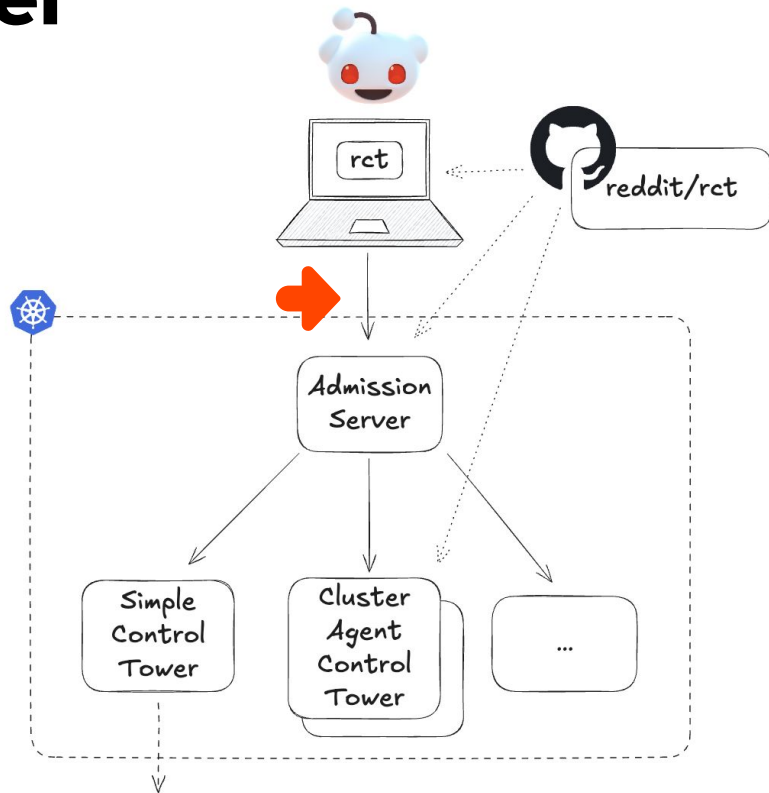 rct
reddit/rct
Admission
Server
Simple
Control
Tower
Cluster
Agent
Control
Tower
...